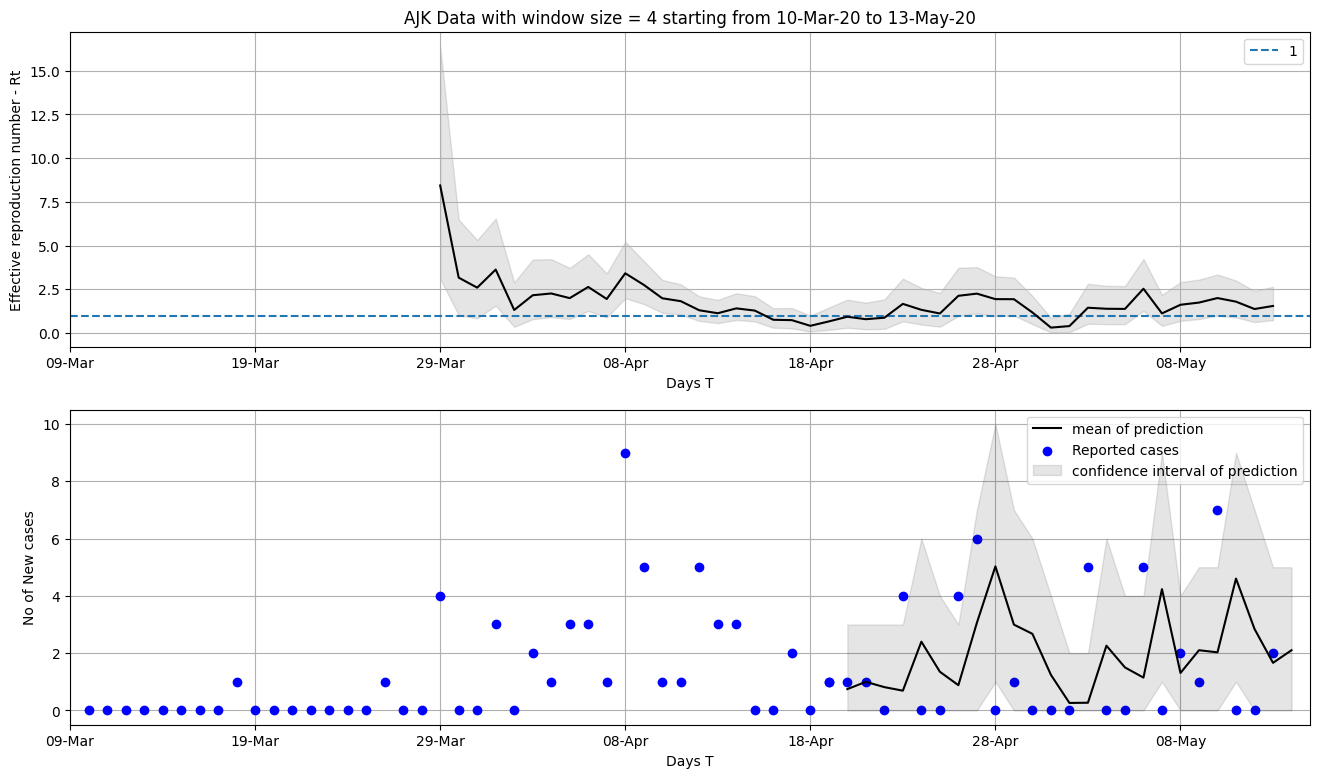 AJK Data with window size = 4 starting from 10-Mar-20 to 13-May-20
1
Effective reproduction number - Rt
15.0
12.5
10.0
7.5
5.0
2.5
0.0
09-Mar 19-Mar 29-Mar 08-Apr 18-Apr 28-Apr 08-May
Days T
mean of prediction
Reported cases
confidence interval of prediction
No of New cases
10
8
6
4
2
0
09-Mar 19-Mar 29-Mar 08-Apr 18-Apr 28-Apr 08-May
Days T